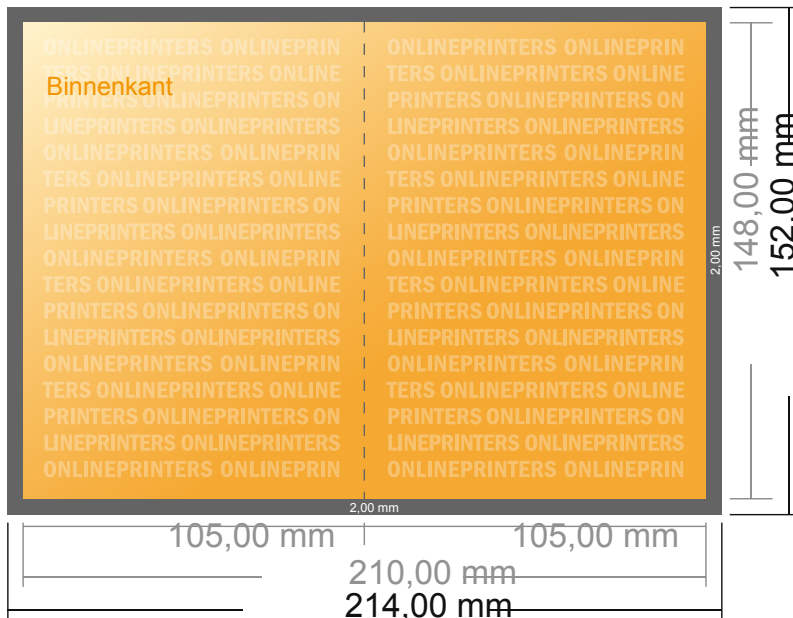 ONLINEPRINTERS ONLINEPRIN
TERS ONLINEPRINTERS ONLINE
PRINTERS ONLINEPRINTERS ON
LINEPRINTERS ONLINEPRINTERS
ONLINEPRINTERS ONLINEPRIN
TERS ONLINEPRINTERS ONLINE
PRINTERS ONLINEPRINTERS ON
LINEPRINTERS ONLINEPRINTERS
ONLINEPRINTERS ONLINEPRIN
TERS ONLINEPRINTERS ONLINE
PRINTERS ONLINEPRINTERS ON
LINEPRINTERS ONLINEPRINTERS
ONLINEPRINTERS ONLINEPRIN
TERS ONLINEPRINTERS ONLINE
PRINTERS ONLINEPRINTERS ON
LINEPRINTERS ONLINEPRINTERS
ONLINEPRINTERS ONLINEPRIN
Binnenkant
ONLINEPRINTERS ONLINEPRIN
TERS ONLINEPRINTERS ONLINE
PRINTERS ONLINEPRINTERS ON
LINEPRINTERS ONLINEPRINTERS
ONLINEPRINTERS ONLINEPRIN
TERS ONLINEPRINTERS ONLINE
PRINTERS ONLINEPRINTERS ON
LINEPRINTERS ONLINEPRINTERS
ONLINEPRINTERS ONLINEPRIN
TERS ONLINEPRINTERS ONLINE
PRINTERS ONLINEPRINTERS ON
LINEPRINTERS ONLINEPRINTERS
ONLINEPRINTERS ONLINEPRIN
TERS ONLINEPRINTERS ONLINE
PRINTERS ONLINEPRINTERS ON
LINEPRINTERS ONLINEPRINTERS
ONLINEPRINTERS ONLINEPRIN
2,00 mm
148,00 mm
152,00 mm
2,00 mm
105,00 mm
105,00 mm
210,00 mm
214,00 mm